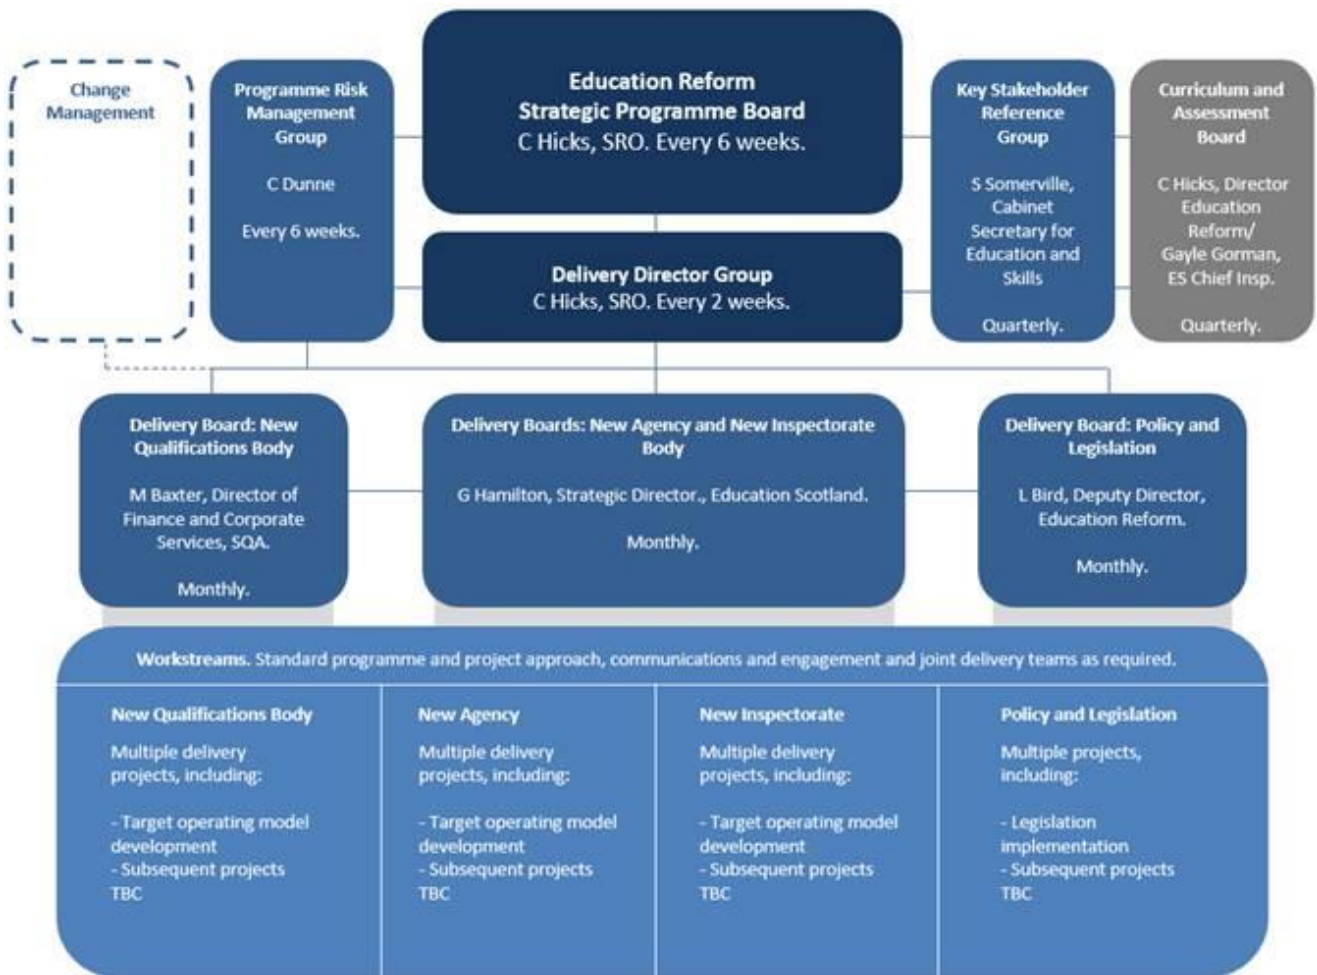 Change
Management
Programme Risk
Management
Group
C Dunne
Every 6 weeks.
Education Reform
Strategic Programme Board
C Hicks, SRO. Every 6 weeks.
Key Stakeholder
Reference
Group
S Somerville,
Cabinet
Secretary for
Education and
Skills
Quarterly.
Curriculum and
Assessment
Board
C Hicks, Director
Education
Reform/
Gayle Gorman,
ES Chief Insp.
Quarterly.
Delivery Director Group
C Hicks, SRO. Every 2 weeks.
Delivery Board: New
Qualifications Body
M Baxter, Director of
Finance and Corporate
Services, SQA.
Monthly.
Delivery Boards: New Agency and New Inspectorate
Body
G Hamilton, Strategic Director., Education Scotland.
Monthly.
Delivery Board: Policy and
Legislation
L Bird, Deputy Director,
Education Reform.
Monthly.
Workstreams. Standard programme and project approach, communications and engagement and joint delivery teams as required.
New Qualifications Body
Multiple delivery
projects, including:
- Target operating model
development
- Subsequent projects
TBC
New Agency
Multiple delivery
projects, including:
- Target operating model
development
- Subsequent projects
TBC
New Inspectorate
Multiple delivery
projects, including:
- Target operating model
development
- Subsequent projects
TBC
Policy and Legislation
Multiple projects,
including:
- Legislation
implementation
- Subsequent projects
TBC